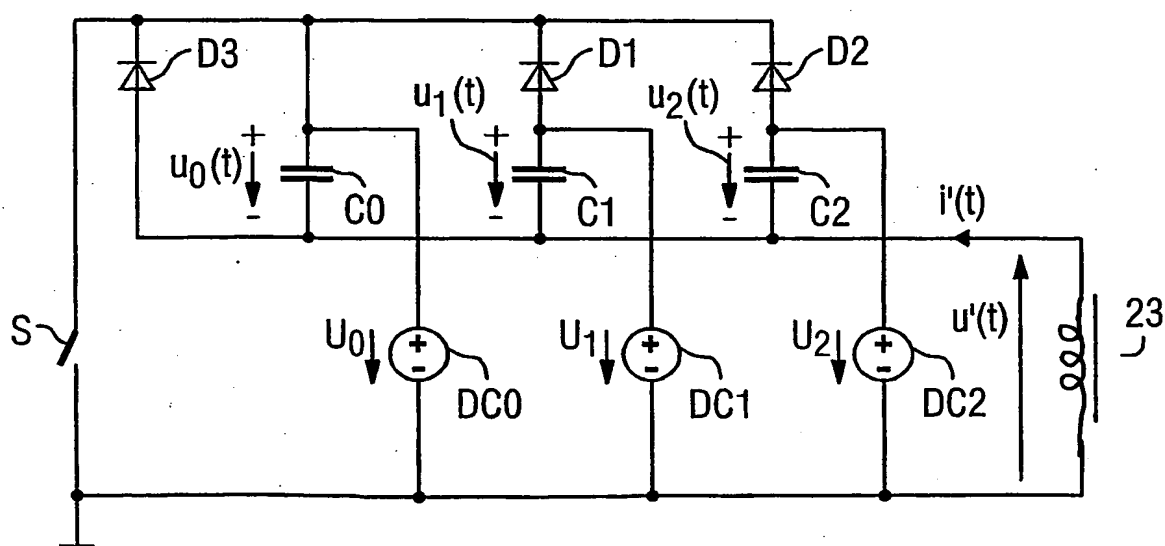 D3
D1
D2
u1(t)
u2(t)
+
+
+
u0(t)
-
-
-
C0
C1
C2
i'(t)
S
U0
+
-
DC0
U1
+
-
DC1
U2
+
-
DC2
u'(t)
23